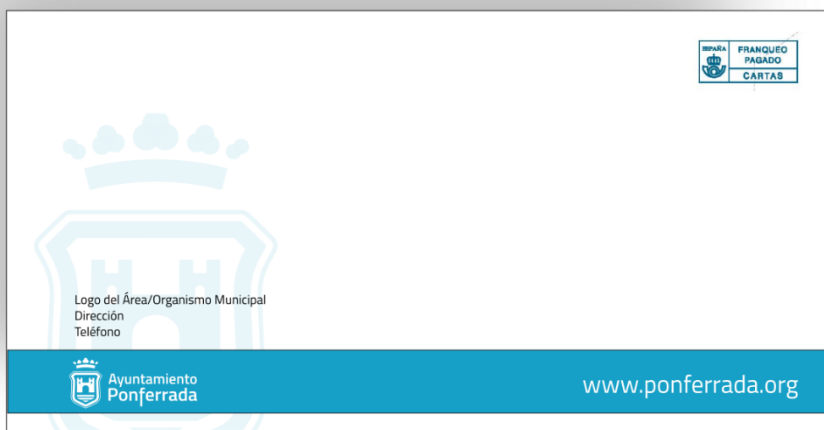 ESPAÑA
FRANQUEO
PAGADO
CARTAS
Logo del Área/Organismo Municipal
Dirección
Teléfono
Ayuntamiento
Ponferrada
www.ponferrada.org